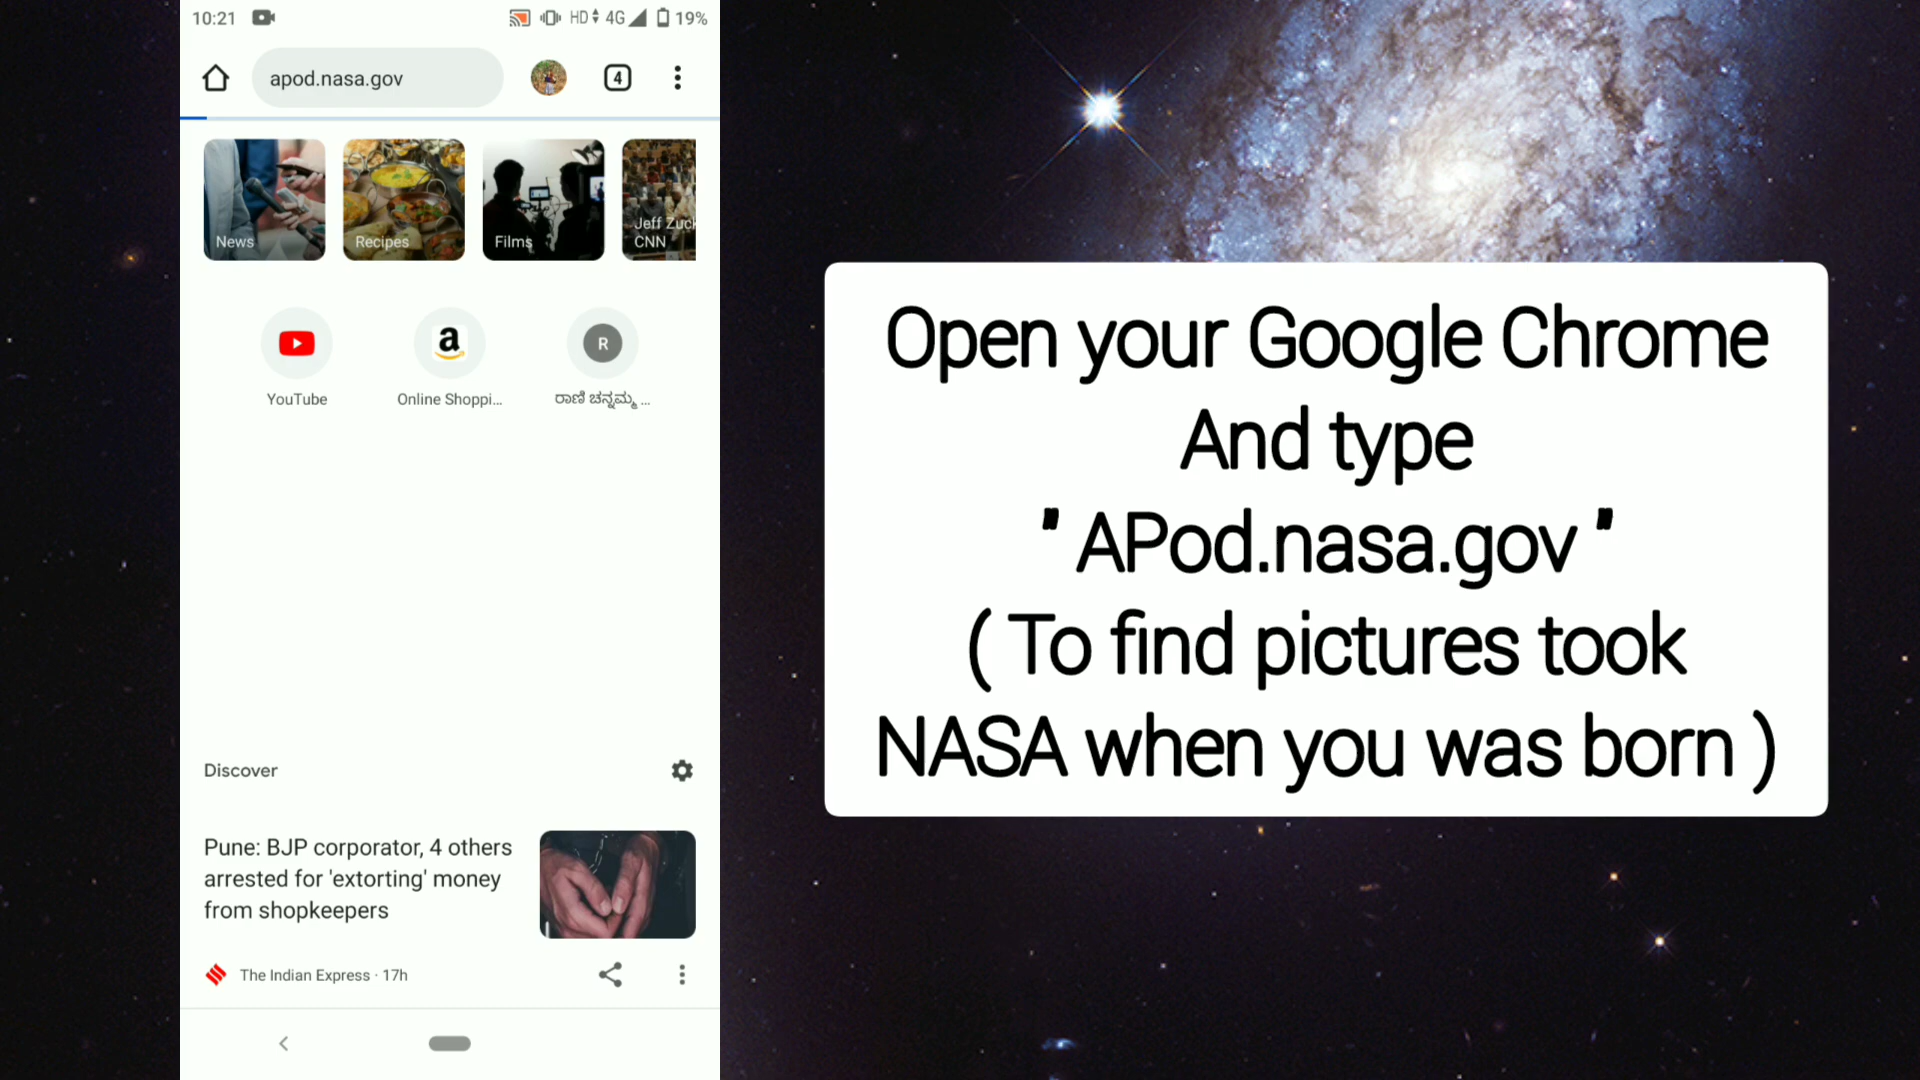 10:21
HD 4G 19%
apod.nasa.gov
4
News
Recipes
Films
Jeff Zuck
CNN
a
R
YouTube
Online Shoppi...
ರಾಣಿ ಚನ್ನಮ್ಮ ...
Discover
Pune: BJP corporator, 4 others
arrested for 'extorting' money
from shopkeepers
The Indian Express · 17h
Open your Google Chrome
And type
" APod.nasa.gov "
( To find pictures took
NASA when you was born )